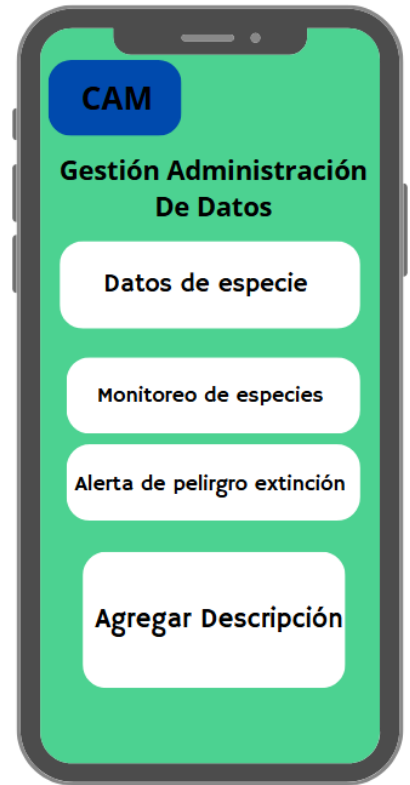 CAM
Gestión Administración
De Datos
Datos de especie
Monitoreo de especies
Alerta de pelirgro extinción
Agregar Descripción